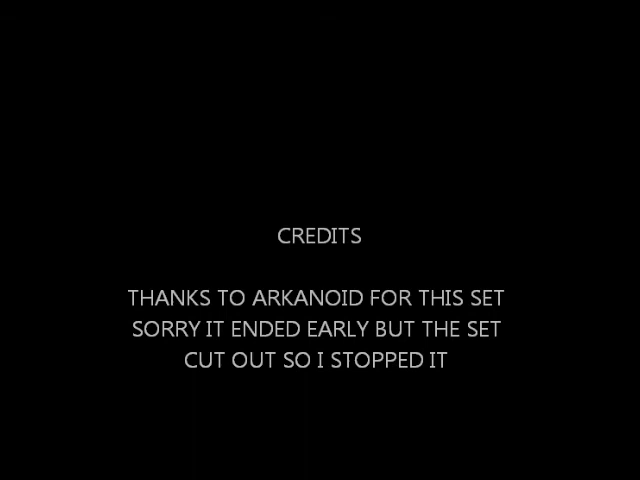 CREDITS
THANKS TO ARKANOID FOR THIS SET
SORRY IT ENDED EARLY BUT THE SET
CUT OUT SO I STOPPED IT